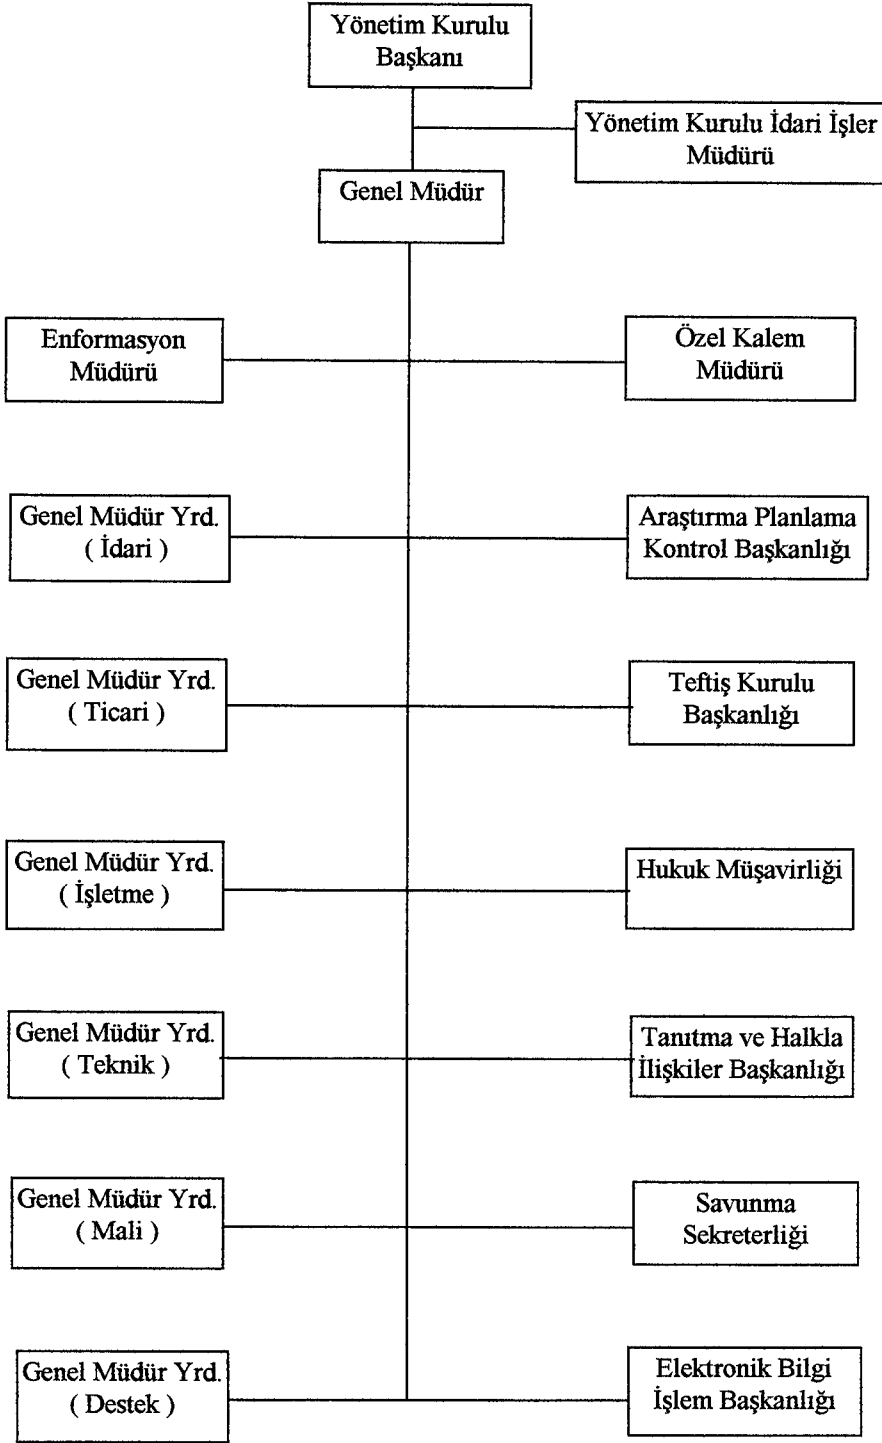 Yönetim Kurulu
Başkanı
Yönetim Kurulu İdari İşler
Müdürü
Genel Müdür
Enformasyon
Müdürü
Özel Kalem
Müdürü
Genel Müdür Yrd.
( İdari )
Araştırma Planlama
Kontrol Başkanlığı
Genel Müdür Yrd.
( Ticari )
Teftiş Kurulu
Başkanlığı
Genel Müdür Yrd.
( İşletme )
Hukuk Müşavirliği
Genel Müdür Yrd.
( Teknik )
Tanıtma ve Halkla
İlişkiler Başkanlığı
Genel Müdür Yrd.
( Mali )
Savunma
Sekreterliği
Genel Müdür Yrd.
( Destek )
Elektronik Bilgi
İşlem Başkanlığı